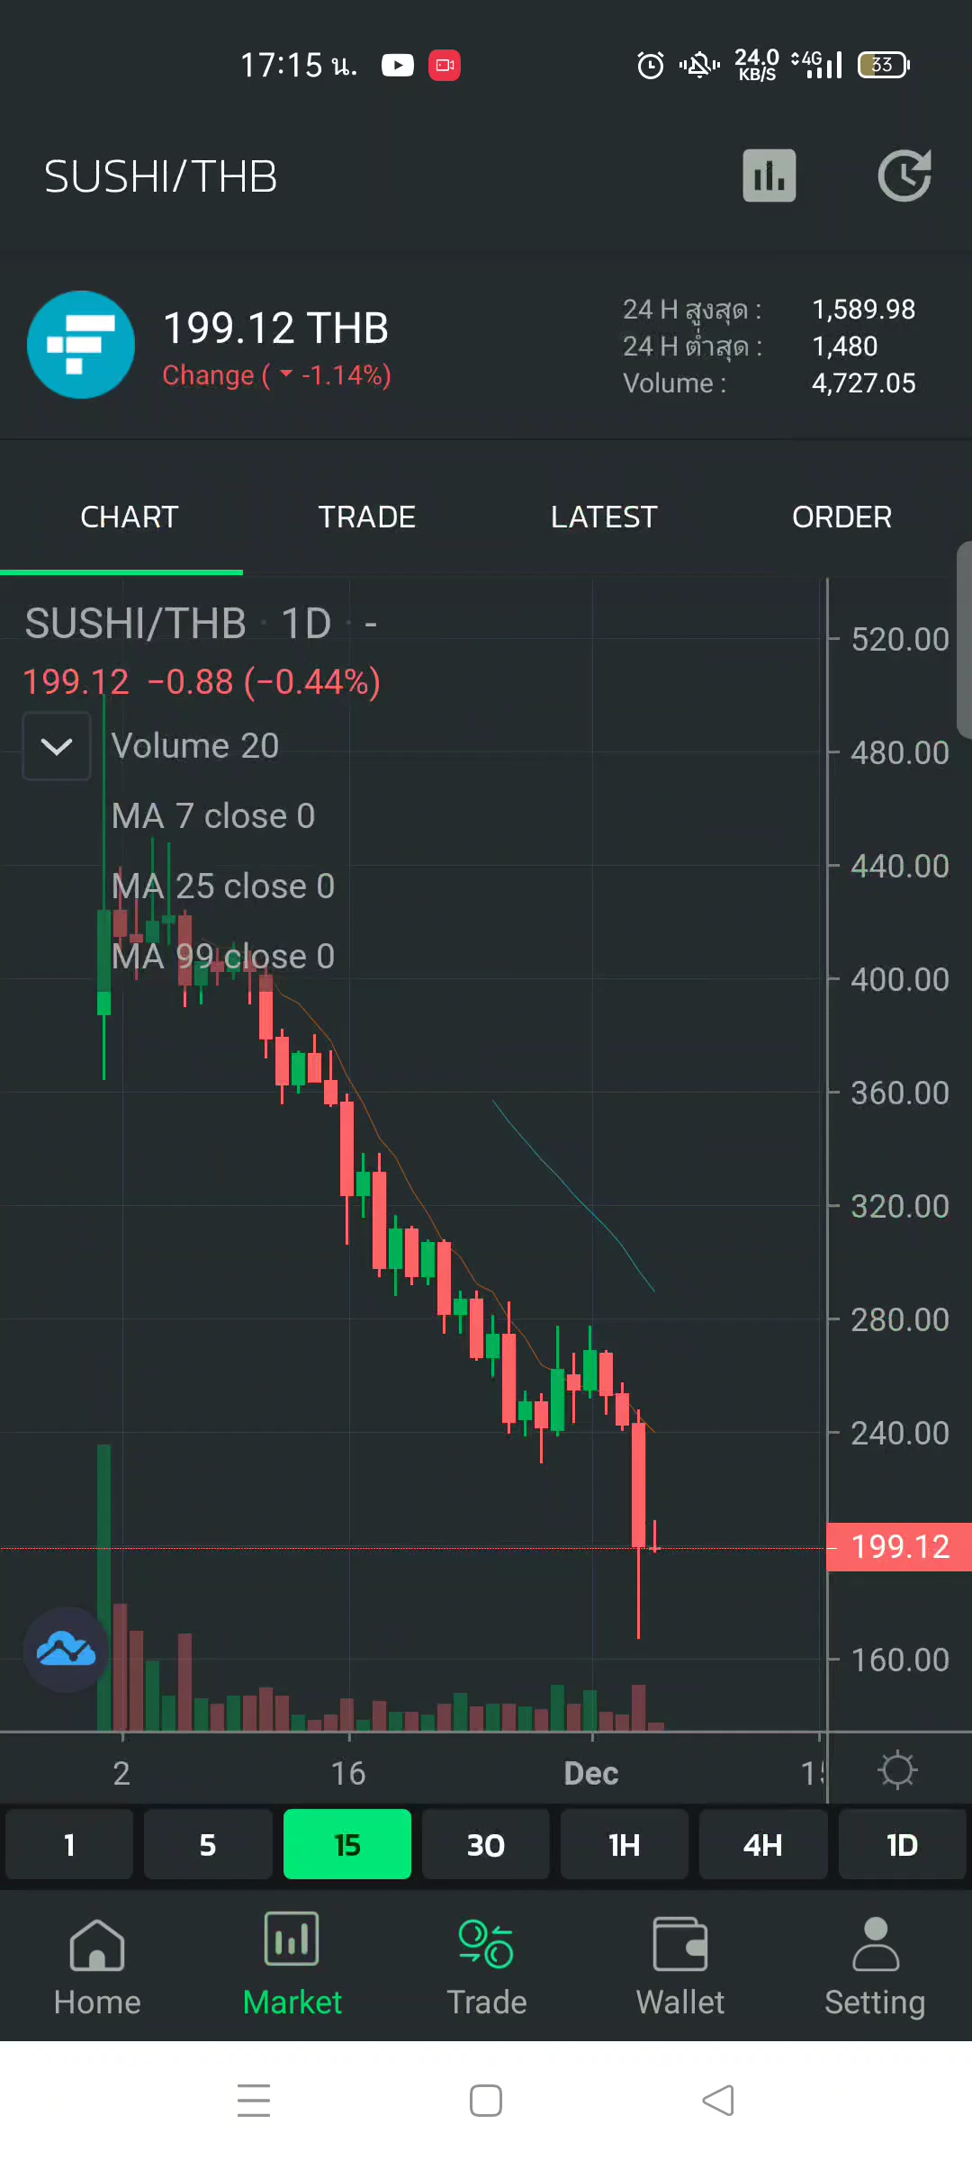 17:15 น.
24.0 KB/S
4G
33
SUSHI/THB
199.12 THB
Change ( -1.14%)
24 H สูงสุด : 1,589.98
24 H ต่ำสุด : 1,480
Volume : 4,727.05
CHART TRADE LATEST ORDER
SUSHI/THB · 1D · -
199.12 −0.88 (−0.44%)
Volume 20
MA 7 close 0
MA 25 close 0
MA 99 close 0
520.00
480.00
440.00
400.00
360.00
320.00
280.00
240.00
199.12
160.00
2 16 Dec
1 5 15 30 1H 4H 1D
Home Market Trade Wallet Setting